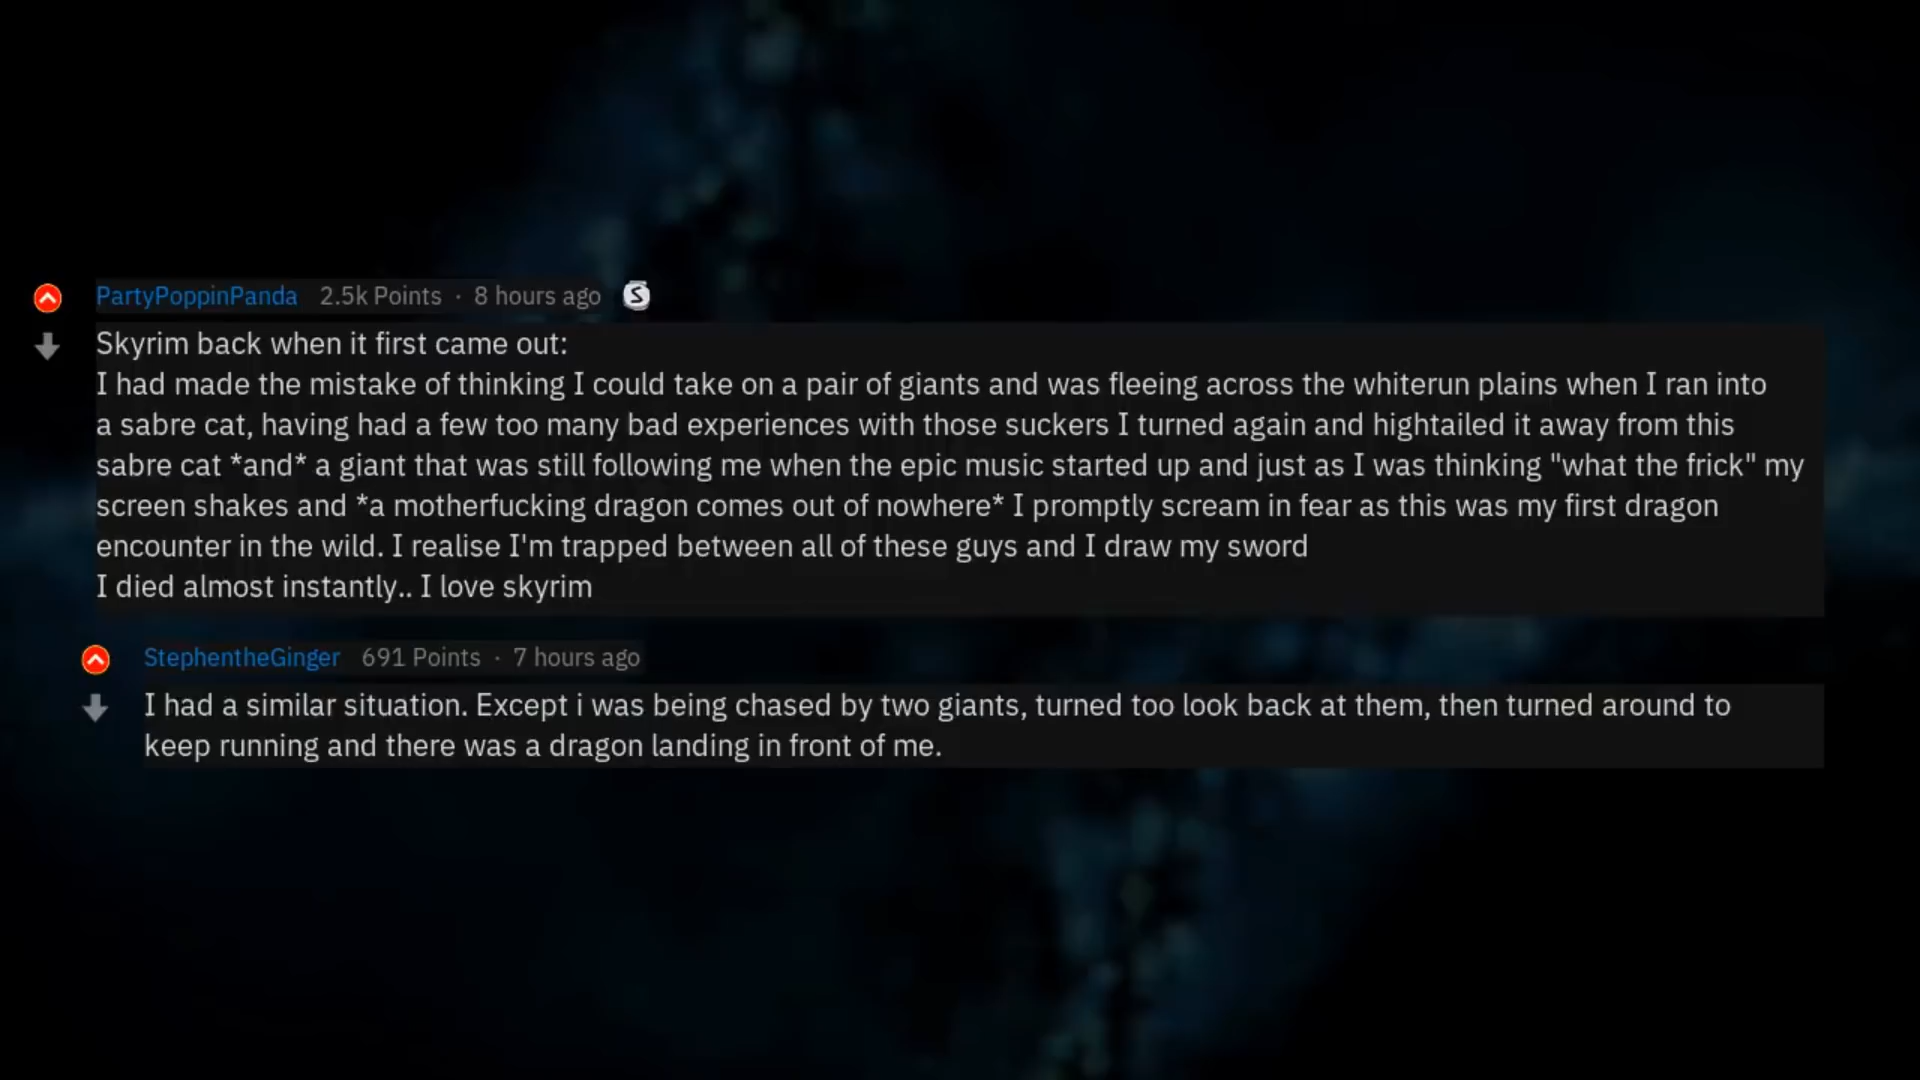 PartyPoppinPanda 2.5k Points · 8 hours ago S
Skyrim back when it first came out:
I had made the mistake of thinking I could take on a pair of giants and was fleeing across the whiterun plains when I ran into
a sabre cat, having had a few too many bad experiences with those suckers I turned again and hightailed it away from this
sabre cat *and* a giant that was still following me when the epic music started up and just as I was thinking "what the frick" my
screen shakes and *a motherfucking dragon comes out of nowhere* I promptly scream in fear as this was my first dragon
encounter in the wild. I realise I'm trapped between all of these guys and I draw my sword
I died almost instantly.. I love skyrim
StephentheGinger 691 Points · 7 hours ago
I had a similar situation. Except i was being chased by two giants, turned too look back at them, then turned around to
keep running and there was a dragon landing in front of me.